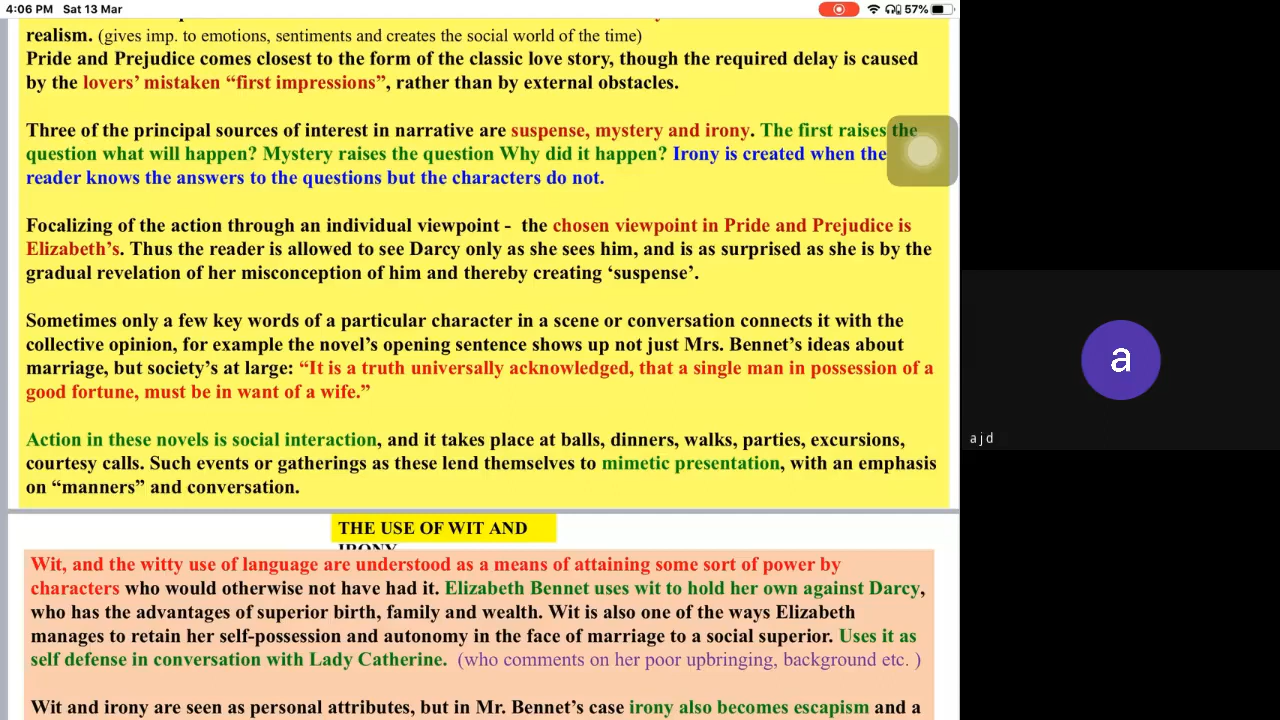 4:06 PM Sat 13 Mar
57%
realism. (gives imp. to emotions, sentiments and creates the social world of the time)
Pride and Prejudice comes closest to the form of the classic love story, though the required delay is caused
by the lovers’ mistaken “first impressions”, rather than by external obstacles.
Three of the principal sources of interest in narrative are suspense, mystery and irony. The first raises the
question what will happen? Mystery raises the question Why did it happen? Irony is created when the
reader knows the answers to the questions but the characters do not.
Focalizing of the action through an individual viewpoint - the chosen viewpoint in Pride and Prejudice is
Elizabeth’s. Thus the reader is allowed to see Darcy only as she sees him, and is as surprised as she is by the
gradual revelation of her misconception of him and thereby creating ‘suspense’.
Sometimes only a few key words of a particular character in a scene or conversation connects it with the
collective opinion, for example the novel’s opening sentence shows up not just Mrs. Bennet’s ideas about
marriage, but society’s at large: “It is a truth universally acknowledged, that a single man in possession of a
good fortune, must be in want of a wife.”
Action in these novels is social interaction, and it takes place at balls, dinners, walks, parties, excursions,
courtesy calls. Such events or gatherings as these lend themselves to mimetic presentation, with an emphasis
on “manners” and conversation.
THE USE OF WIT AND
IRONY
Wit, and the witty use of language are understood as a means of attaining some sort of power by
characters who would otherwise not have had it. Elizabeth Bennet uses wit to hold her own against Darcy,
who has the advantages of superior birth, family and wealth. Wit is also one of the ways Elizabeth
manages to retain her self-possession and autonomy in the face of marriage to a social superior. Uses it as
self defense in conversation with Lady Catherine. (who comments on her poor upbringing, background etc. )
Wit and irony are seen as personal attributes, but in Mr. Bennet’s case irony also becomes escapism and a
a
a j d